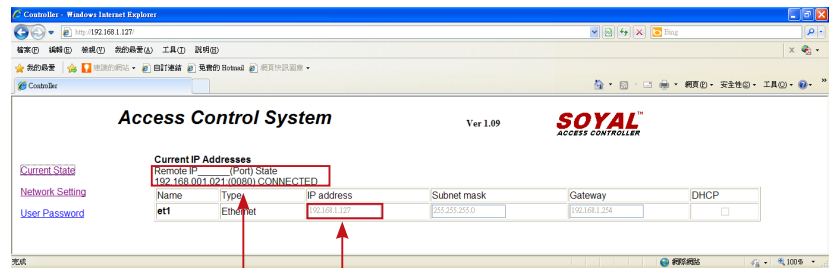 Controller - Windows Internet Explorer
http://192.168.1.127/
Bing
檔案(F) 編輯(E) 檢視(V) 我的最愛(A) 工具(T) 說明(H)
我的最愛 建議的網站 自訂連結 免費的 Hotmail 網頁快訊圖庫
Controller
網頁(P) 安全性(S) 工具(O)
Access Control System
Ver 1.09
SOYAL™
ACCESS CONTROLLER
Current State
Network Setting
User Password
Current IP Addresses
Remote IP______(Port) State
192.168.001.021:(0080) CONNECTED
Name Type IP address Subnet mask Gateway DHCP
et1 Ethernet 192.168.1.127 255.255.255.0 192.168.1.254
完成
網際網路
100%